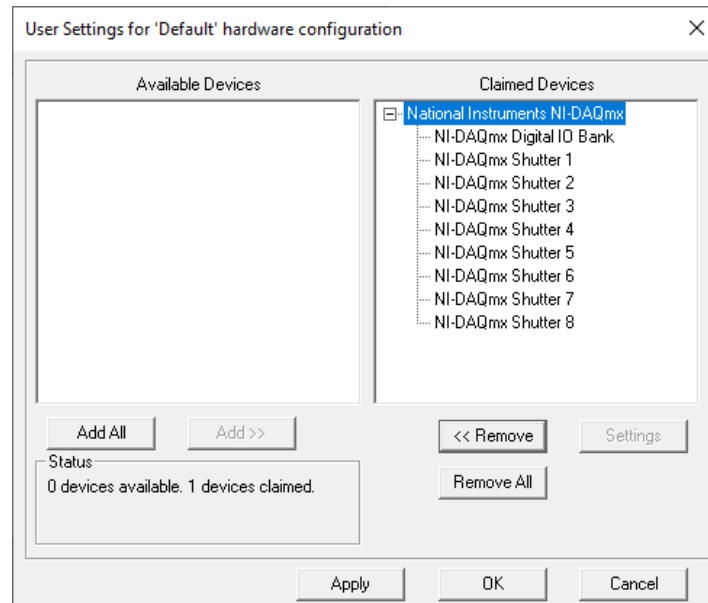 User Settings for 'Default' hardware configuration
Available Devices
Claimed Devices
National Instruments NI-DAQmx
NI-DAQmx Digital IO Bank
NI-DAQmx Shutter 1
NI-DAQmx Shutter 2
NI-DAQmx Shutter 3
NI-DAQmx Shutter 4
NI-DAQmx Shutter 5
NI-DAQmx Shutter 6
NI-DAQmx Shutter 7
NI-DAQmx Shutter 8
Add All
Add >>
<< Remove
Settings
Status
0 devices available. 1 devices claimed.
Remove All
Apply
OK
Cancel